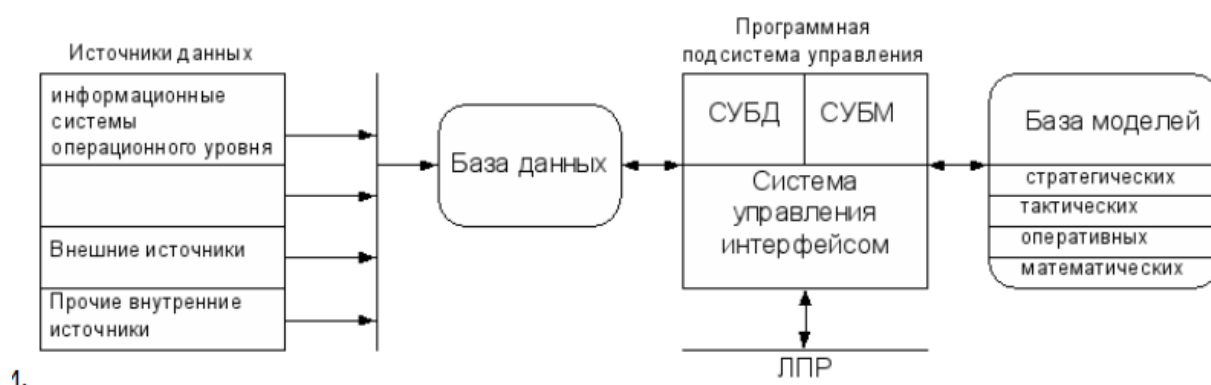 Источники данных
информационные
системы
операционного уровня
Внешние источники
Прочие внутренние
источники
База данных
Программная
подсистема управления
СУБД
СУБМ
Система
управления
интерфейсом
ЛПР
База моделей
стратегических
тактических
оперативных
математических